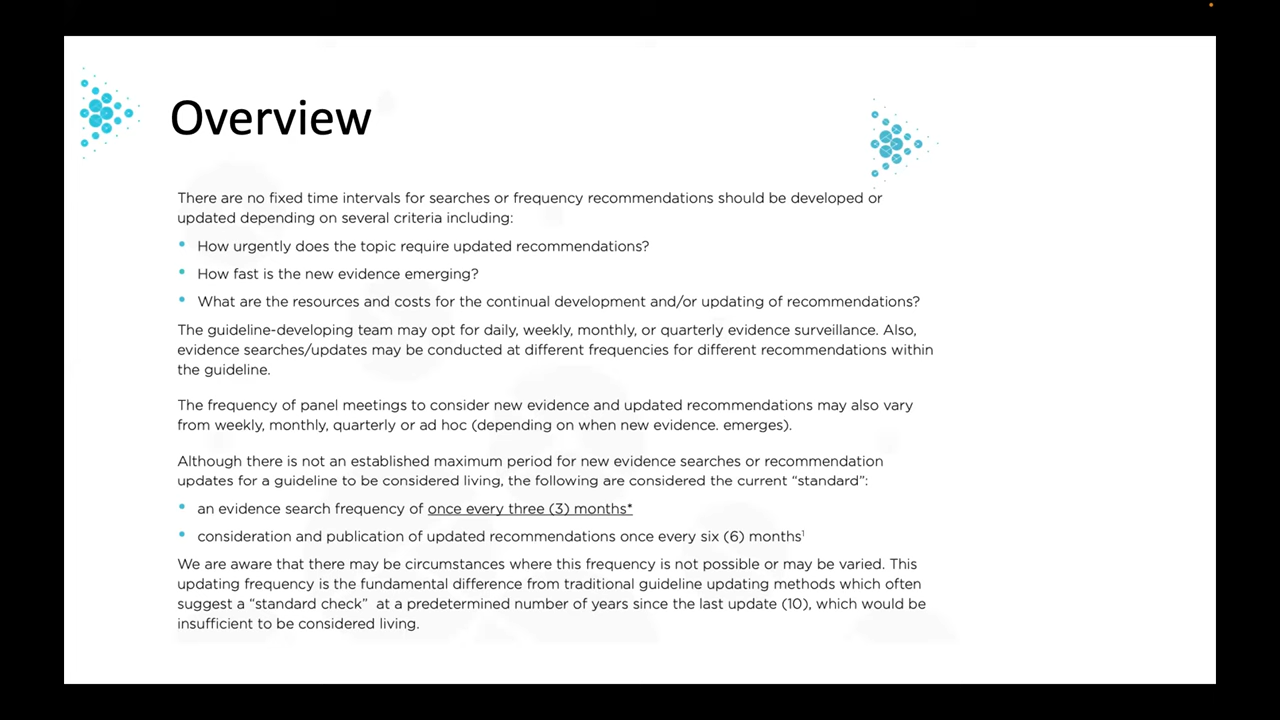 Overview
There are no fixed time intervals for searches or frequency recommendations should be developed or
updated depending on several criteria including:
• How urgently does the topic require updated recommendations?
• How fast is the new evidence emerging?
• What are the resources and costs for the continual development and/or updating of recommendations?
The guideline-developing team may opt for daily, weekly, monthly, or quarterly evidence surveillance. Also,
evidence searches/updates may be conducted at different frequencies for different recommendations within
the guideline.
The frequency of panel meetings to consider new evidence and updated recommendations may also vary
from weekly, monthly, quarterly or ad hoc (depending on when new evidence. emerges).
Although there is not an established maximum period for new evidence searches or recommendation
updates for a guideline to be considered living, the following are considered the current “standard”:
• an evidence search frequency of once every three (3) months*
• consideration and publication of updated recommendations once every six (6) months¹
We are aware that there may be circumstances where this frequency is not possible or may be varied. This
updating frequency is the fundamental difference from traditional guideline updating methods which often
suggest a “standard check” at a predetermined number of years since the last update (10), which would be
insufficient to be considered living.